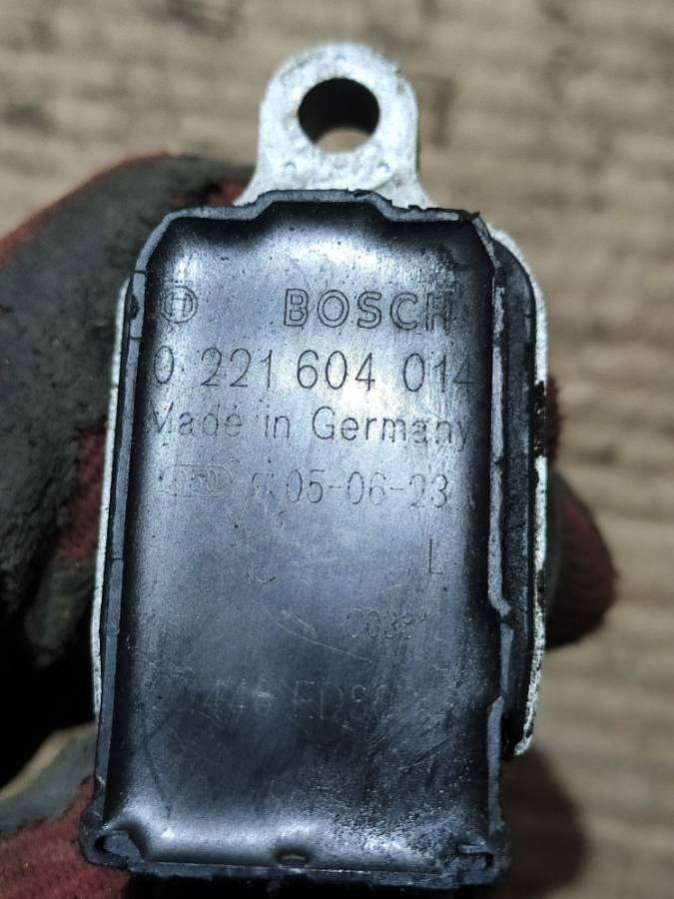 BOSCH
0 221 604 014
Made in Germany
05-06-23
L